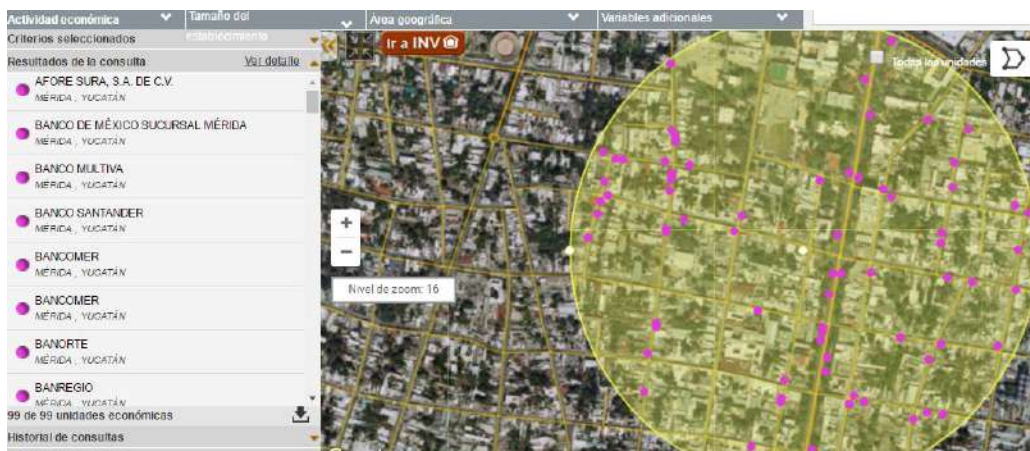 Actividad económica
Tamaño del
establecimiento
Área geográfica
Variables adicionales
Criterios seleccionados
Ir a INV
Todas las unidades
Resultados de la consulta
Ver detalle
AFORE SURA, S.A. DE C.V.
MÉRIDA , YUCATÁN
BANCO DE MÉXICO SUCURSAL MÉRIDA
MÉRIDA , YUCATÁN
BANCO MULTIVA
MÉRIDA , YUCATÁN
BANCO SANTANDER
MÉRIDA , YUCATÁN
BANCOMER
MÉRIDA , YUCATÁN
BANCOMER
MÉRIDA , YUCATÁN
BANORTE
MÉRIDA , YUCATÁN
BANREGIO
MÉRIDA , YUCATÁN
+
−
Nivel de zoom: 16
99 de 99 unidades económicas
Historial de consultas